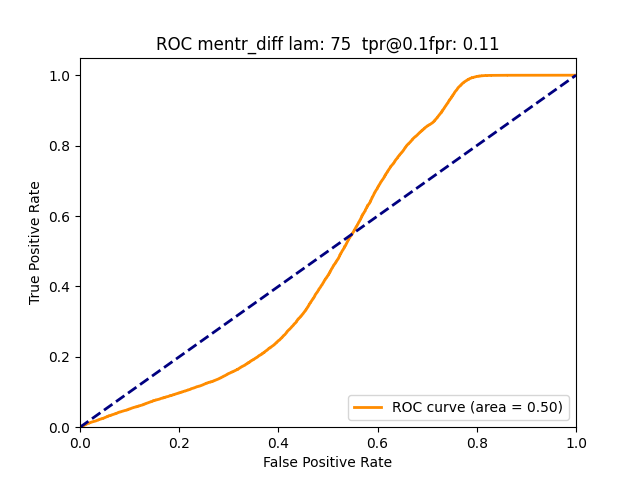 ROC mentr_diff lam: 75  tpr@0.1fpr: 0.11
True Positive Rate
1.0
0.8
0.6
0.4
0.2
0.0
ROC curve (area = 0.50)
0.0 0.2 0.4 0.6 0.8 1.0
False Positive Rate